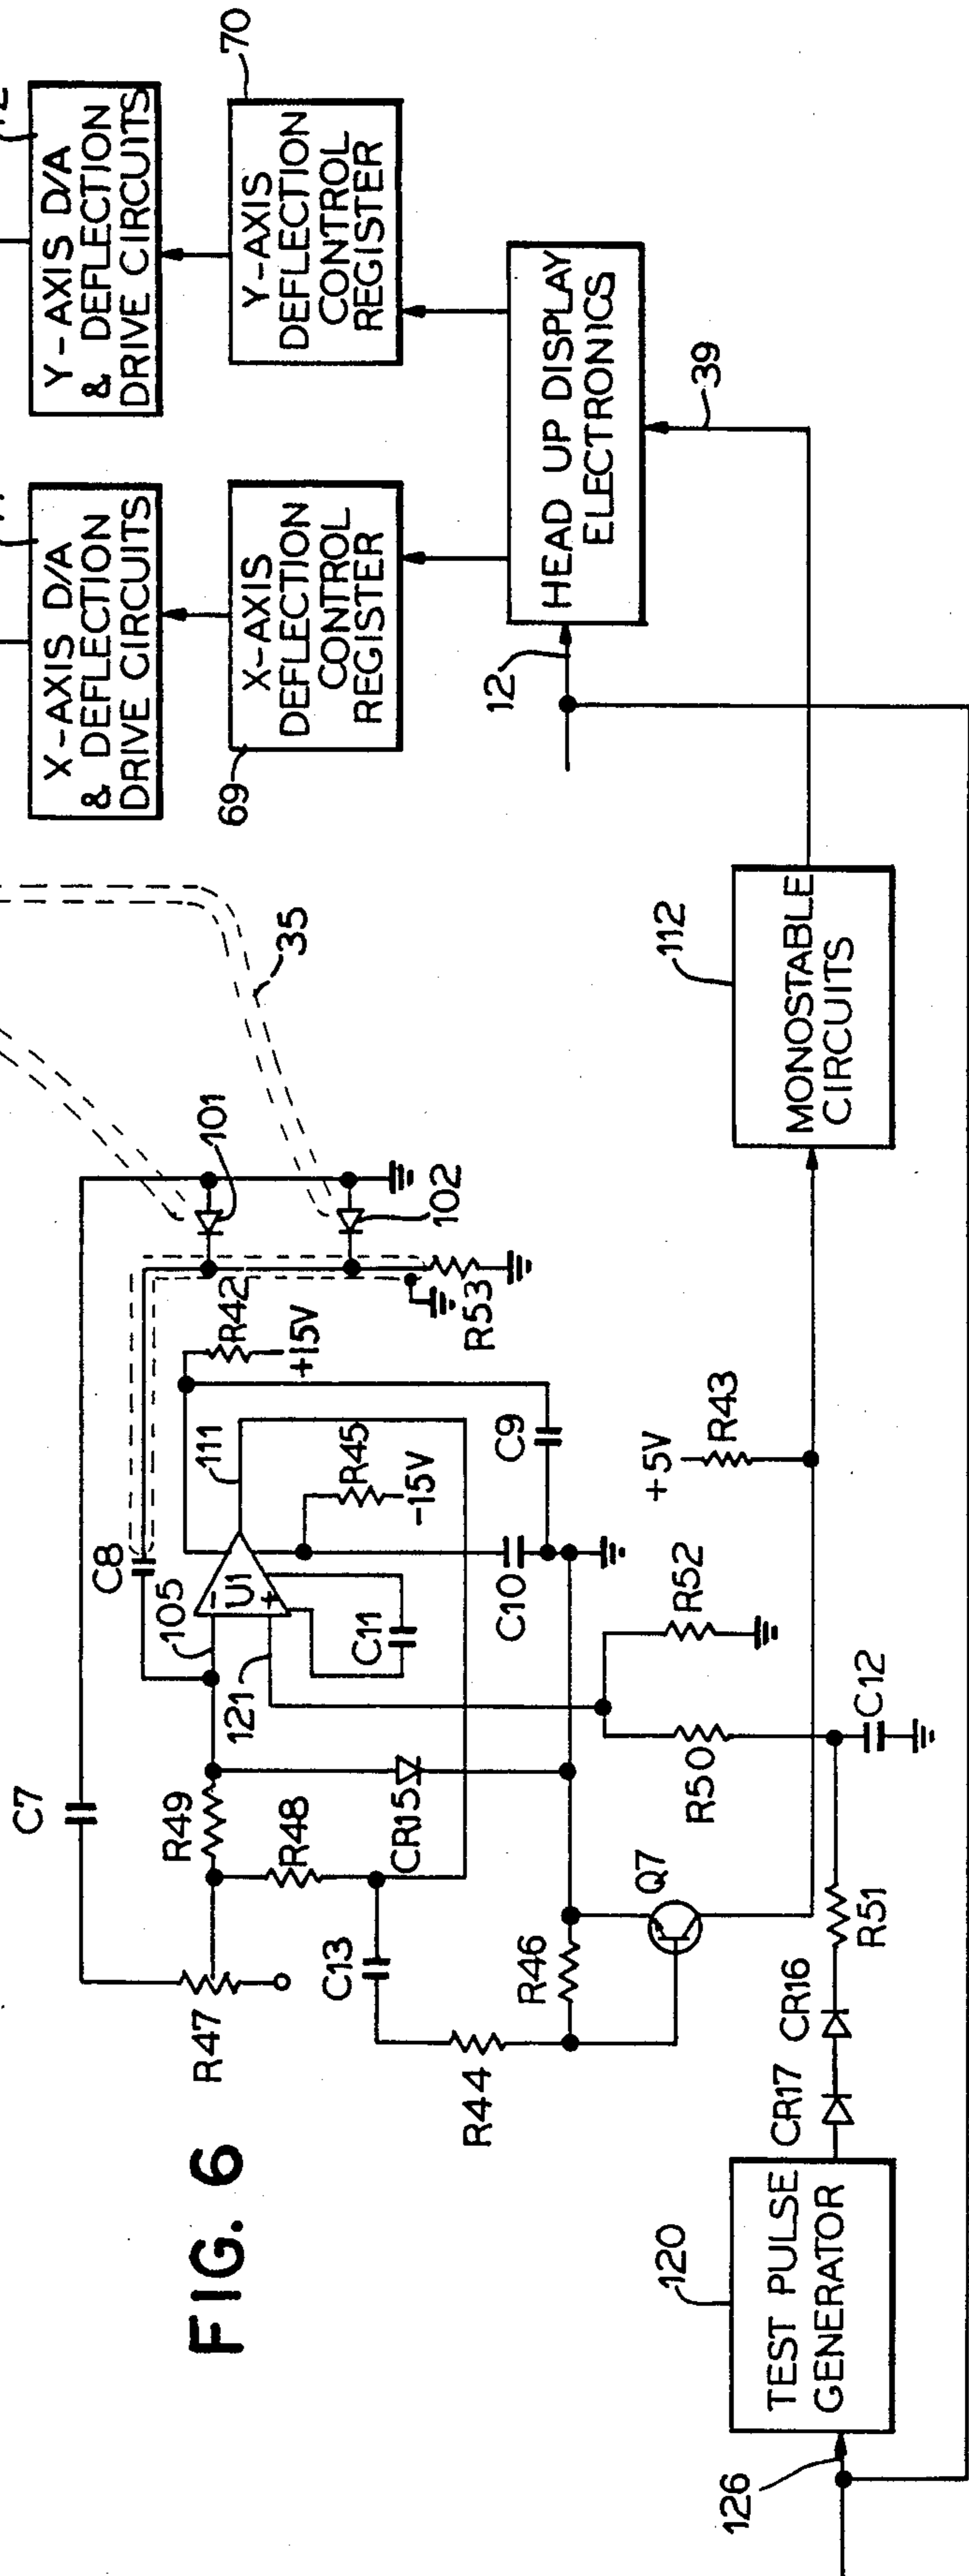 FIG. 6
C7
R47
R49
R48
C13
R44
R46
CR15
Q7
C8
105
121
U1
−
+
C11
111
R45
-15V
C10
C9
R42
+15V
101
102
R53
35
R50
R52
C12
R51
CR16
CR17
+5V
R43
120
TEST PULSE
GENERATOR
126
112
MONOSTABLE
CIRCUITS
39
12
HEAD UP DISPLAY
ELECTRONICS
69
X-AXIS
DEFLECTION
CONTROL
REGISTER
70
Y-AXIS
DEFLECTION
CONTROL
REGISTER
X-AXIS D/A
& DEFLECTION
DRIVE CIRCUITS
Y-AXIS D/A
& DEFLECTION
DRIVE CIRCUITS